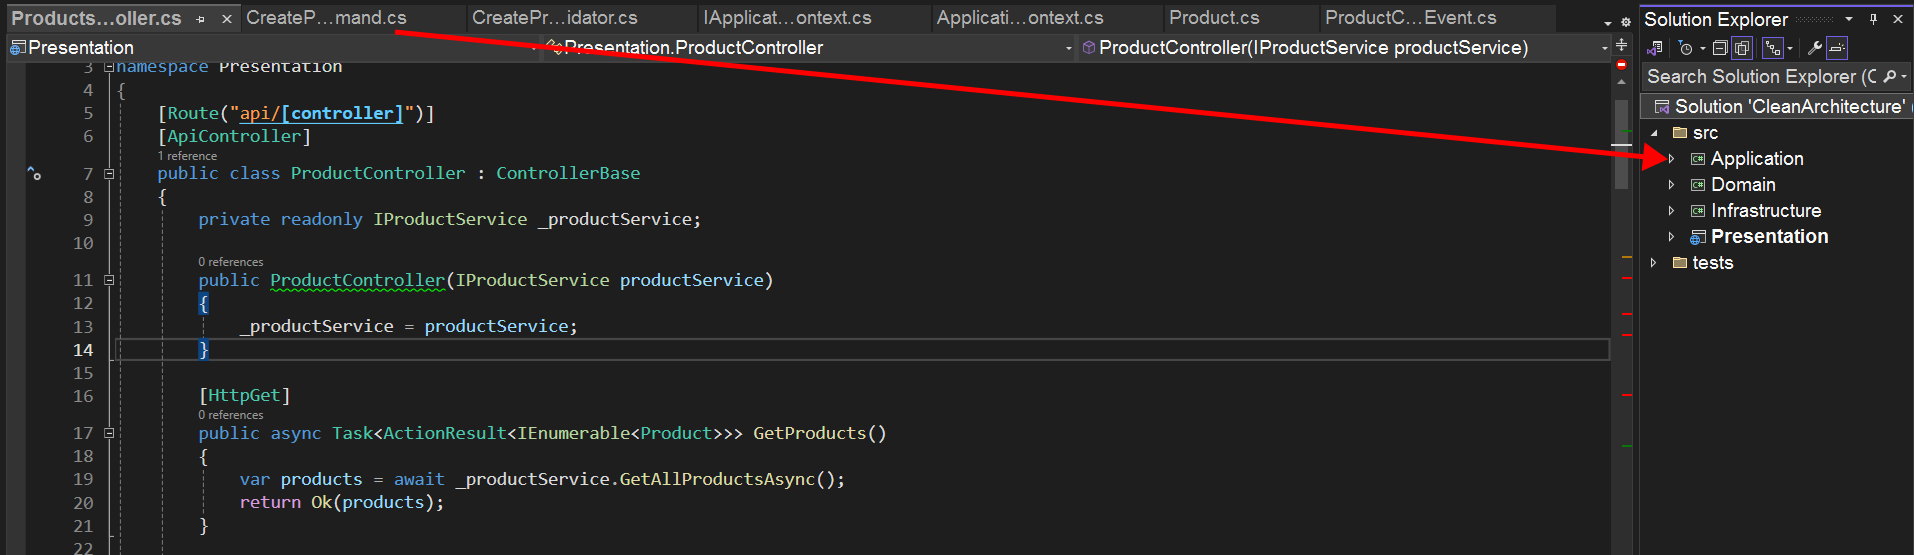 Products...oller.cs CreateP...mand.cs CreatePr...idator.cs IApplicat...ontext.cs Applicati...ontext.cs Product.cs ProductC...Event.cs
Presentation Presentation.ProductController ProductController(IProductService productService)
3 namespace Presentation
4 {
5 [Route("api/[controller]")]
6 [ApiController]
1 reference
7 public class ProductController : ControllerBase
8 {
9 private readonly IProductService _productService;
10
0 references
11 public ProductController(IProductService productService)
12 {
13 _productService = productService;
14 }
15
16 [HttpGet]
0 references
17 public async Task<ActionResult<IEnumerable<Product>>> GetProducts()
18 {
19 var products = await _productService.GetAllProductsAsync();
20 return Ok(products);
21 }
22
Solution Explorer
Search Solution Explorer (C
Solution 'CleanArchitecture' (
src
C# Application
C# Domain
C# Infrastructure
Presentation
tests